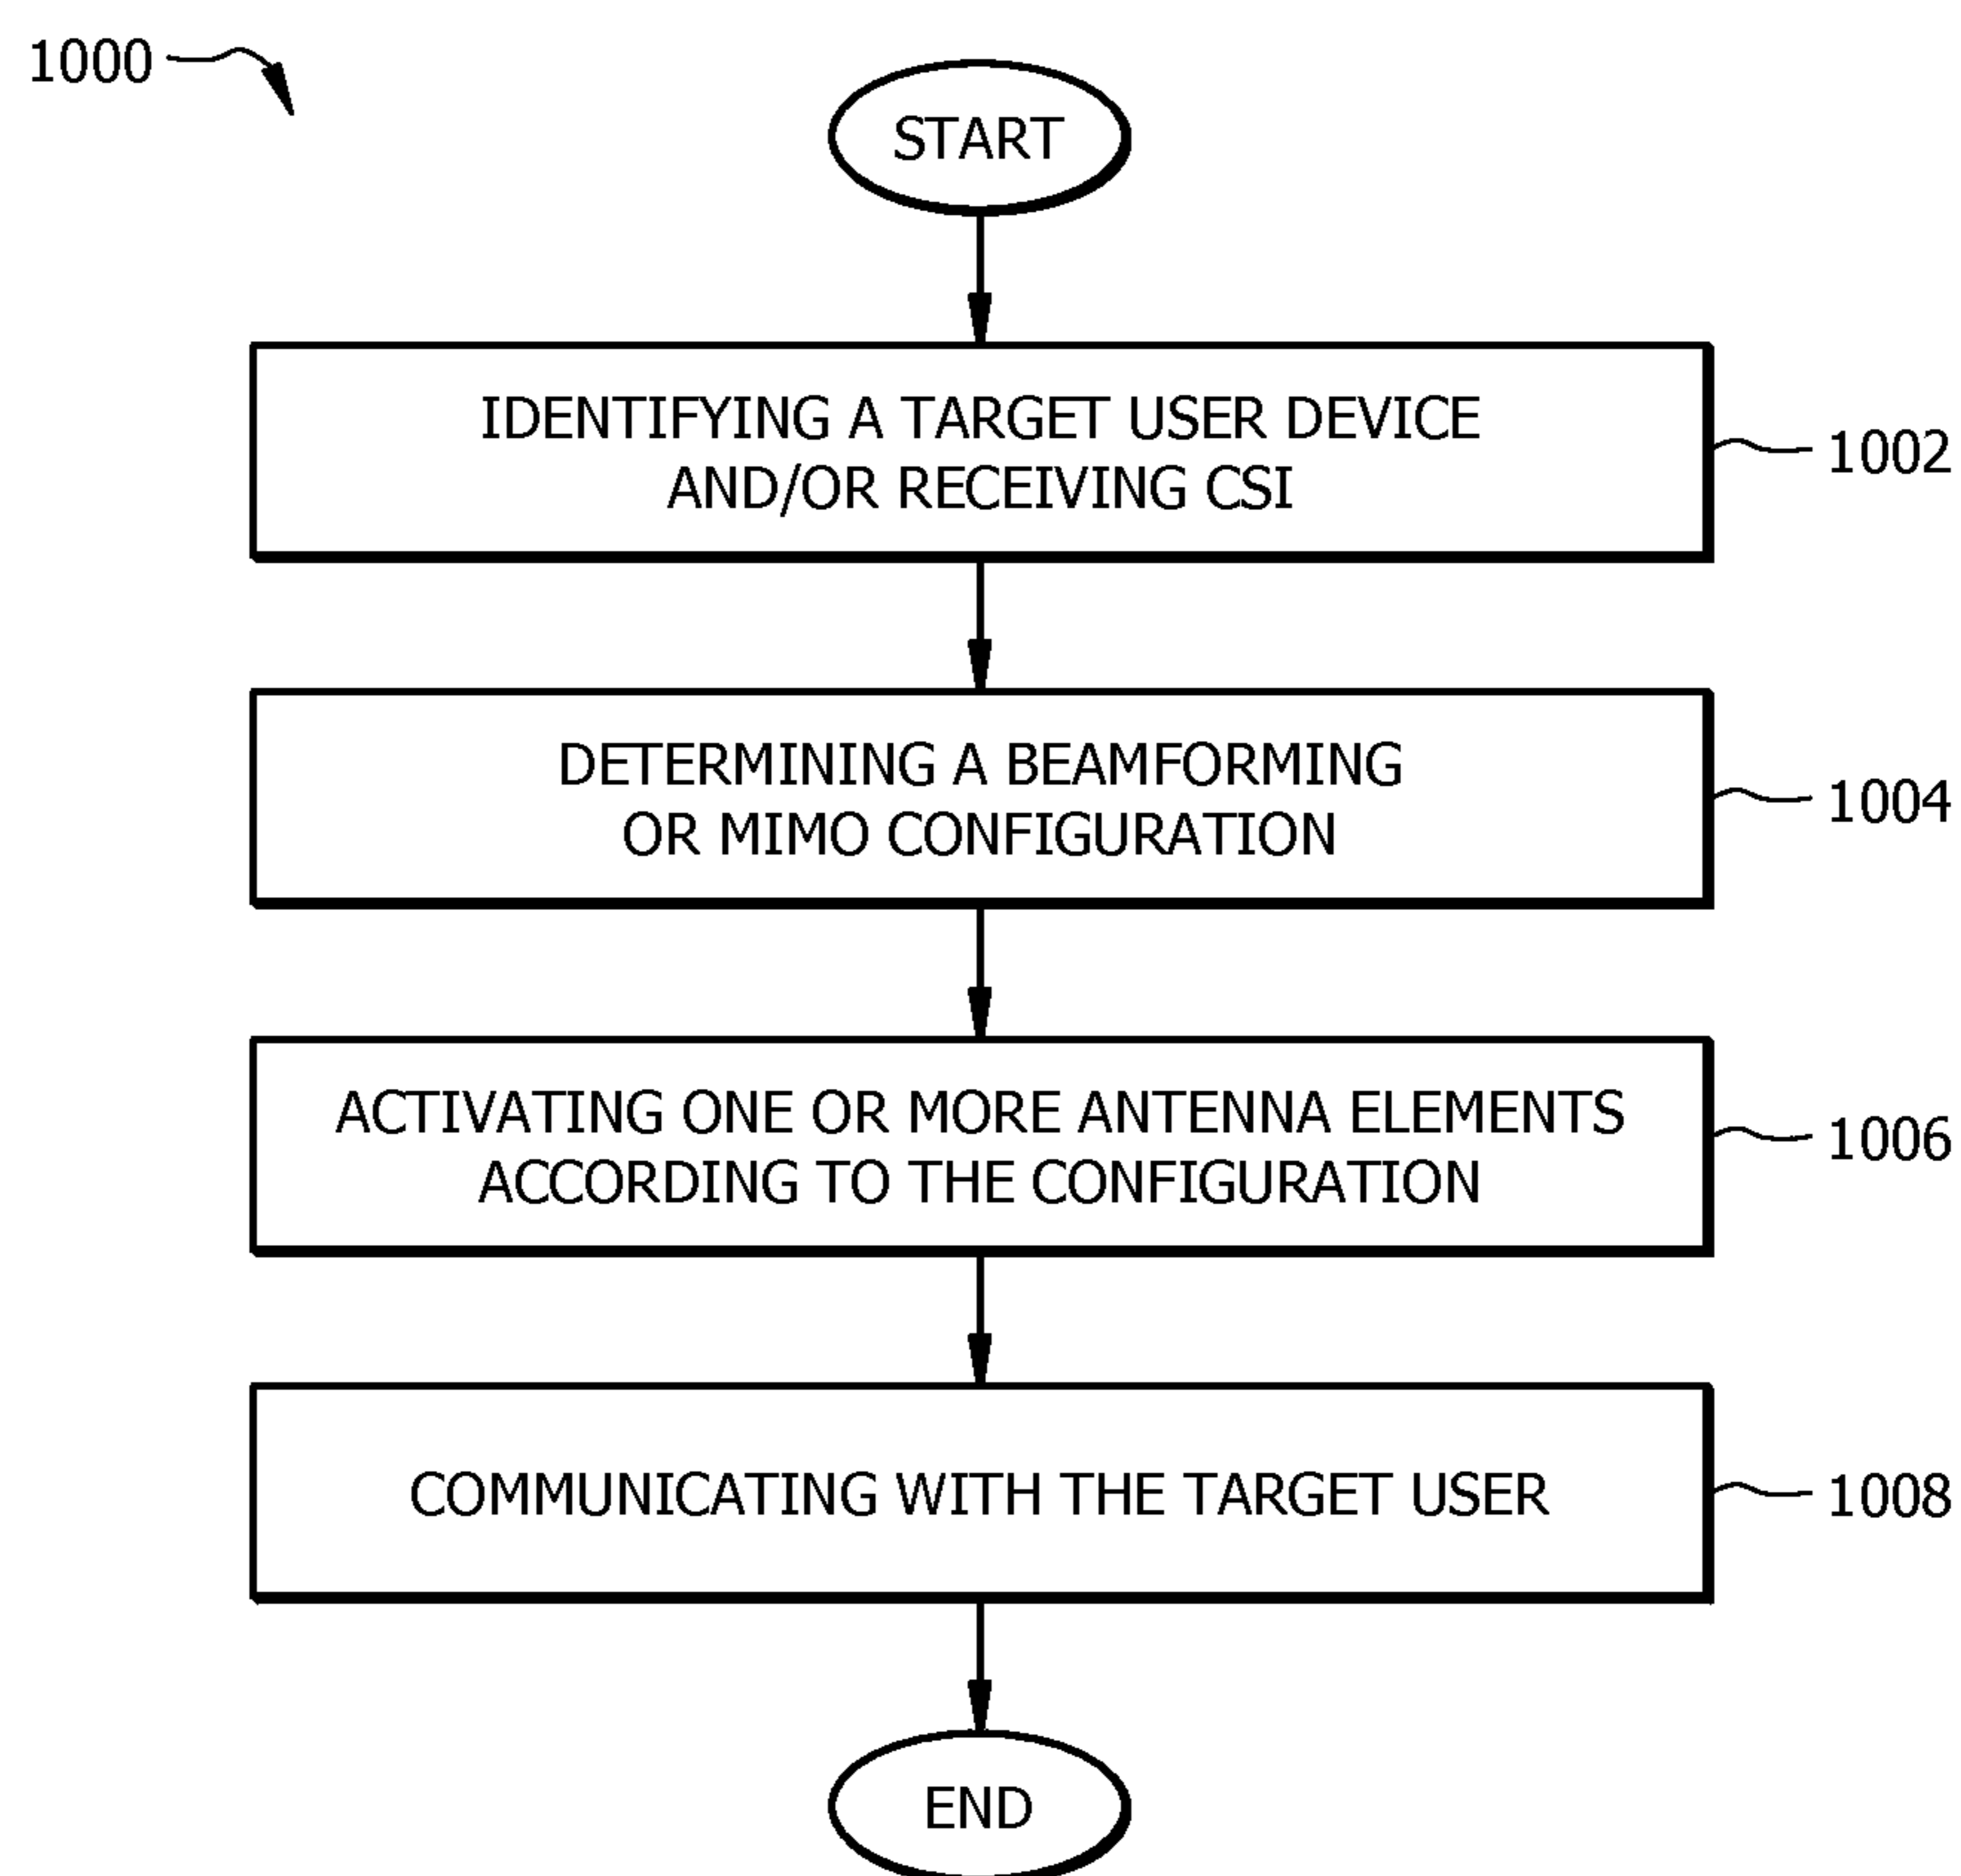 1000
START
IDENTIFYING A TARGET USER DEVICE
AND/OR RECEIVING CSI
1002
DETERMINING A BEAMFORMING
OR MIMO CONFIGURATION
1004
ACTIVATING ONE OR MORE ANTENNA ELEMENTS
ACCORDING TO THE CONFIGURATION
1006
COMMUNICATING WITH THE TARGET USER
1008
END